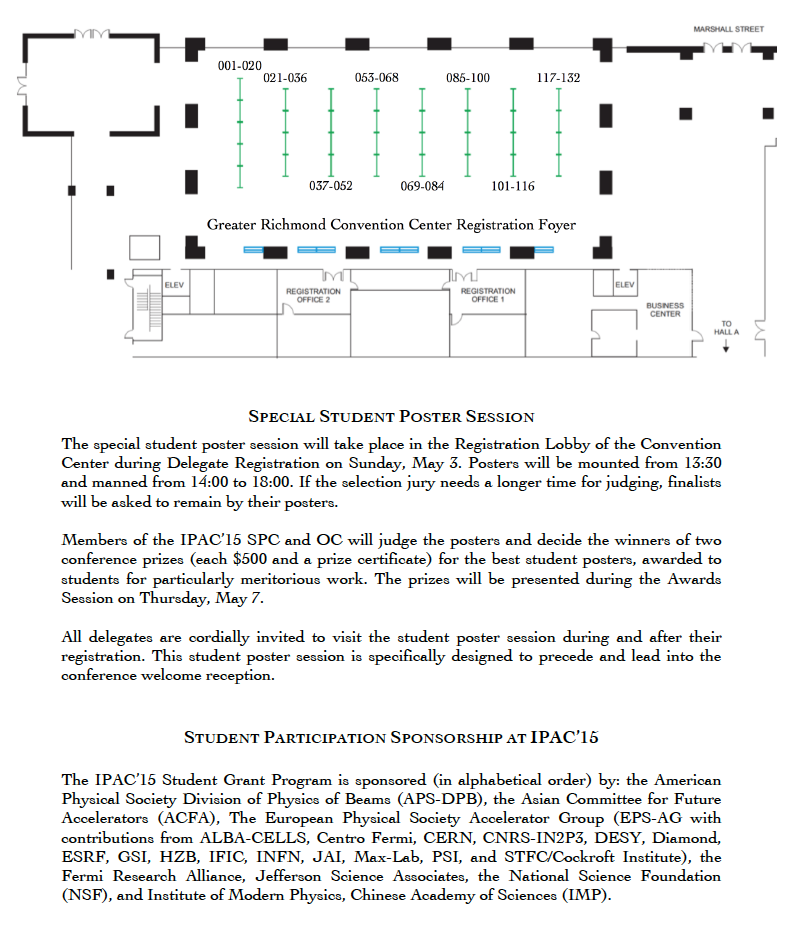 MARSHALL STREET
001-020
021-036
053-068
085-100
117-132
037-052
069-084
101-116
Greater Richmond Convention Center Registration Foyer
ELEV
REGISTRATION
OFFICE 2
REGISTRATION
OFFICE 1
ELEV
BUSINESS
CENTER
TO
HALL A
SPECIAL STUDENT POSTER SESSION
The special student poster session will take place in the Registration Lobby of the Convention
Center during Delegate Registration on Sunday, May 3. Posters will be mounted from 13:30
and manned from 14:00 to 18:00. If the selection jury needs a longer time for judging, finalists
will be asked to remain by their posters.
Members of the IPAC'15 SPC and OC will judge the posters and decide the winners of two
conference prizes (each $500 and a prize certificate) for the best student posters, awarded to
students for particularly meritorious work. The prizes will be presented during the Awards
Session on Thursday, May 7.
All delegates are cordially invited to visit the student poster session during and after their
registration. This student poster session is specifically designed to precede and lead into the
conference welcome reception.
STUDENT PARTICIPATION SPONSORSHIP AT IPAC'15
The IPAC'15 Student Grant Program is sponsored (in alphabetical order) by: the American
Physical Society Division of Physics of Beams (APS-DPB), the Asian Committee for Future
Accelerators (ACFA), The European Physical Society Accelerator Group (EPS-AG with
contributions from ALBA-CELLS, Centro Fermi, CERN, CNRS-IN2P3, DESY, Diamond,
ESRF, GSI, HZB, IFIC, INFN, JAI, Max-Lab, PSI, and STFC/Cockroft Institute), the
Fermi Research Alliance, Jefferson Science Associates, the National Science Foundation
(NSF), and Institute of Modern Physics, Chinese Academy of Sciences (IMP).